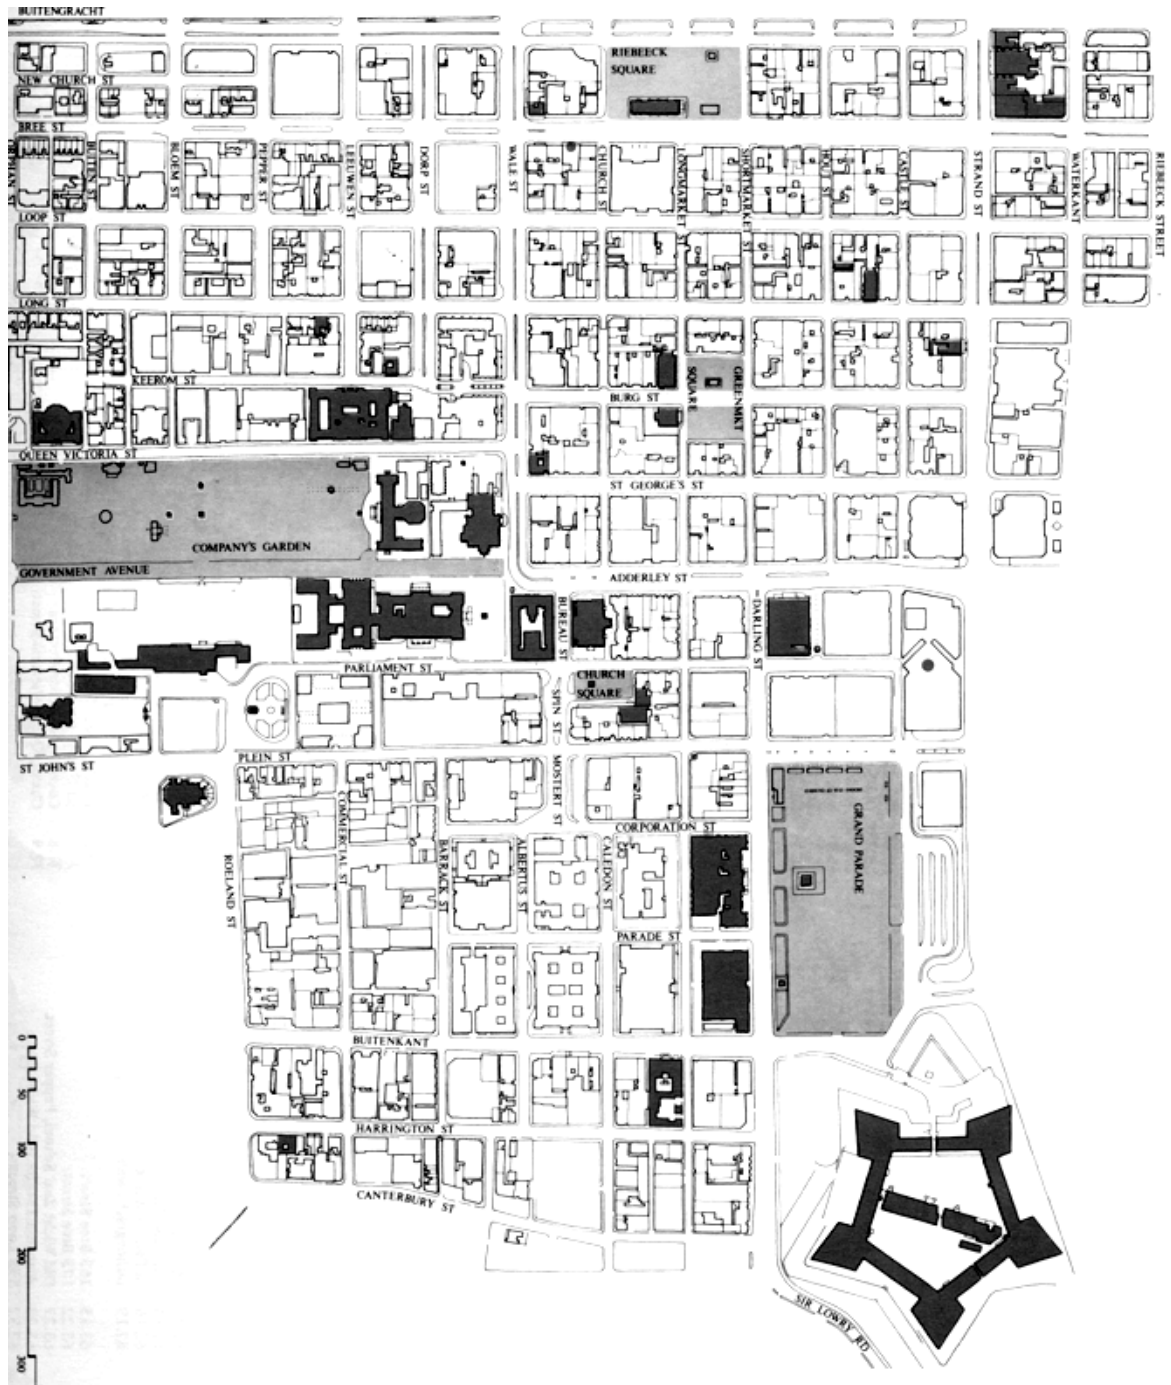 BUITENGRACHT
RIEBEECK
SQUARE
NEW CHURCH ST
BREE ST
BUITEN ST
BLOEM ST
PEPPER ST
LEEUWEN ST
DORP ST
WALE ST
CHURCH ST
LONGMARKET ST
SHORTMARKET ST
HOUT ST
CASTLE ST
STRAND ST
WATERKANT
RIEBEECK STREET
LOOP ST
LONG ST
KEEROM ST
BURG ST
GREENMKT
SQUARE
QUEEN VICTORIA ST
ST GEORGE'S ST
COMPANY'S GARDEN
GOVERNMENT AVENUE
ADDERLEY ST
BUREAU ST
DARLING ST
PARLIAMENT ST
CHURCH
SQUARE
SPIN ST
PLEIN ST
ST JOHN'S ST
MOSTERT ST
COMMERCIAL ST
CORPORATION ST
GRAND PARADE
ROELAND ST
BARRACK ST
ALBERTUS ST
CALEDON ST
PARADE ST
BUITENKANT
HARRINGTON ST
CANTERBURY ST
SIR LOWRY RD
0
50
100
200
300